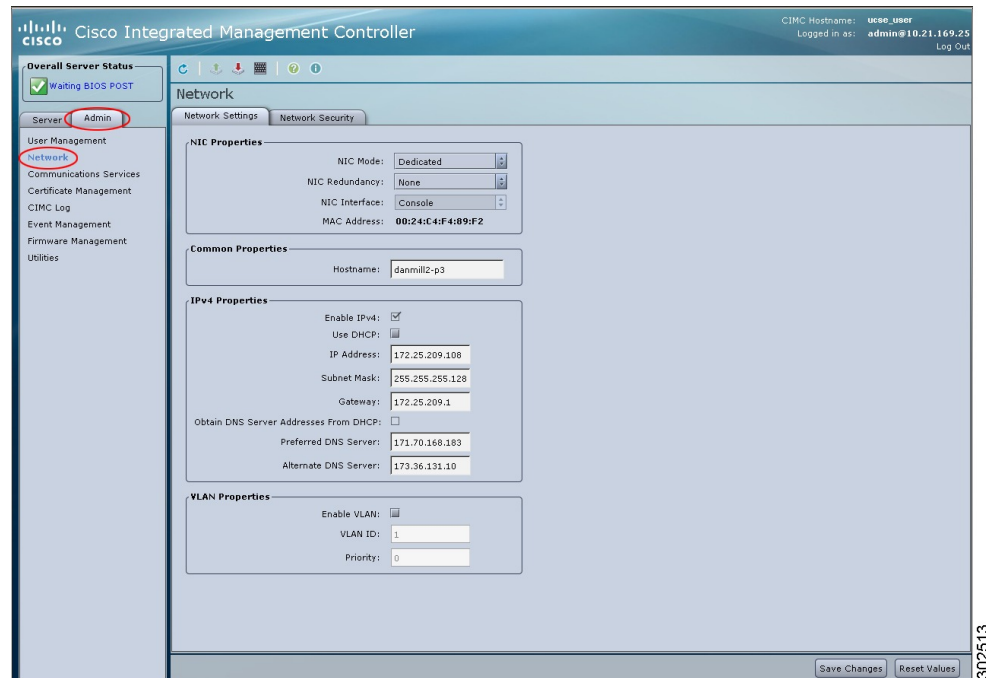 CISCO
Cisco Integrated Management Controller
CIMC Hostname: ucse_user
Logged in as: admin@10.21.169.25
Log Out
Overall Server Status
Waiting BIOS POST
Server Admin
User Management
Network
Communications Services
Certificate Management
CIMC Log
Event Management
Firmware Management
Utilities
Network
Network Settings Network Security
NIC Properties
NIC Mode: Dedicated
NIC Redundancy: None
NIC Interface: Console
MAC Address: 00:24:C4:F4:89:F2
Common Properties
Hostname: danmill2-p3
IPv4 Properties
Enable IPv4:
Use DHCP:
IP Address: 172.25.209.108
Subnet Mask: 255.255.255.128
Gateway: 172.25.209.1
Obtain DNS Server Addresses From DHCP:
Preferred DNS Server: 171.70.168.183
Alternate DNS Server: 173.36.131.10
VLAN Properties
Enable VLAN:
VLAN ID: 1
Priority: 0
Save Changes Reset Values
302513